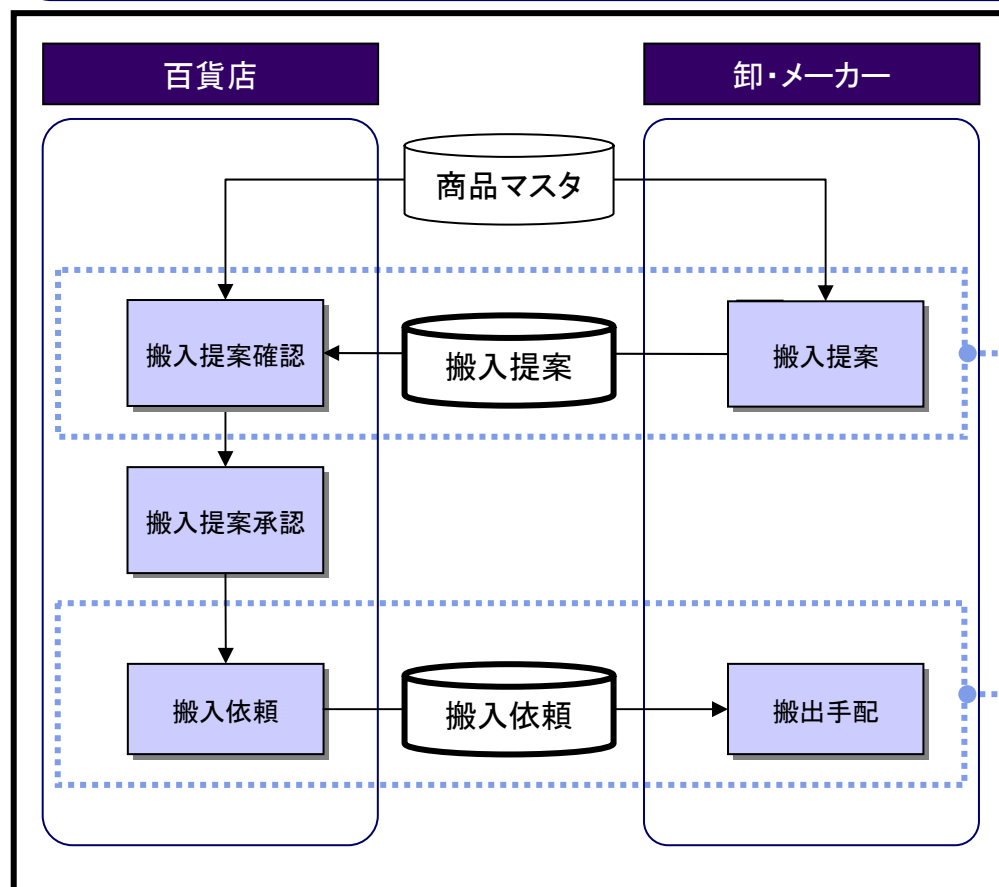 百貨店
卸・メーカー
商品マスタ
搬入提案確認
搬入提案
搬入提案
搬入提案承認
搬入依頼
搬入依頼
搬出手配